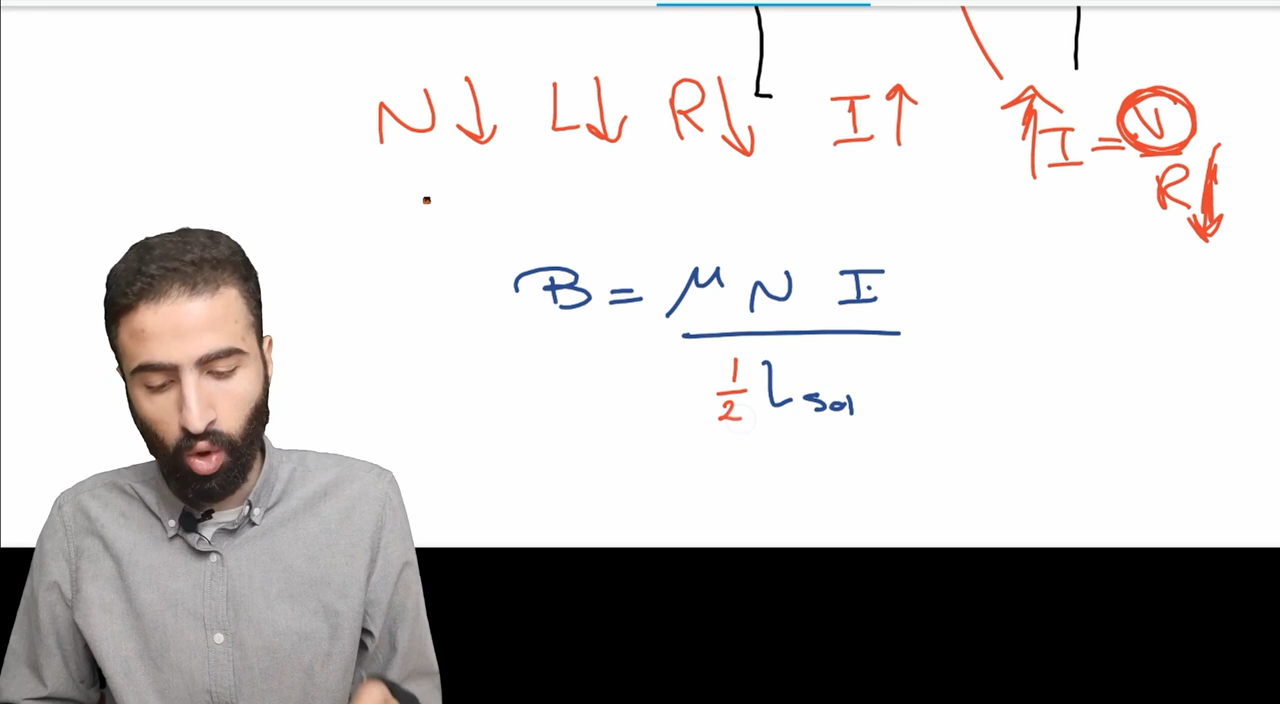 N↓ L↓ R↓ I↑ ↑I = V
R↓
B = μ N I
1/2 L sol